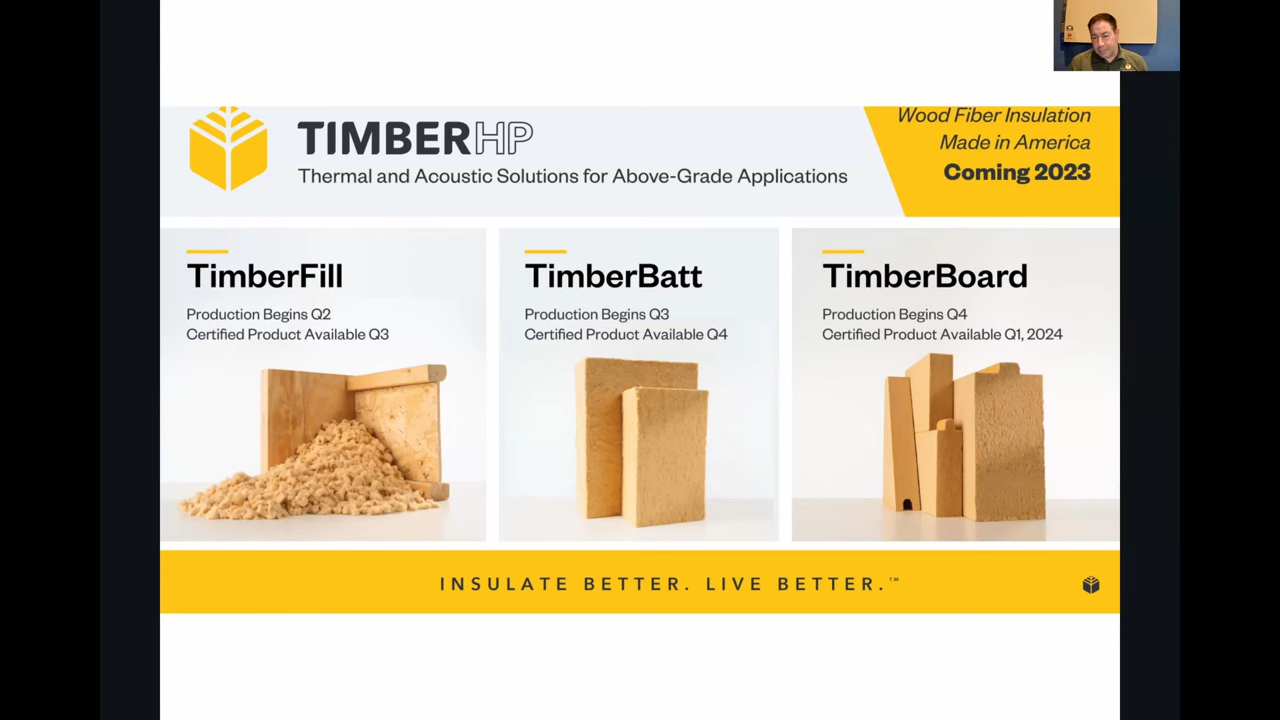 TIMBERHP
Thermal and Acoustic Solutions for Above-Grade Applications
Wood Fiber Insulation
Made in America
Coming 2023
TimberFill
Production Begins Q2
Certified Product Available Q3
TimberBatt
Production Begins Q3
Certified Product Available Q4
TimberBoard
Production Begins Q4
Certified Product Available Q1, 2024
INSULATE BETTER. LIVE BETTER.™